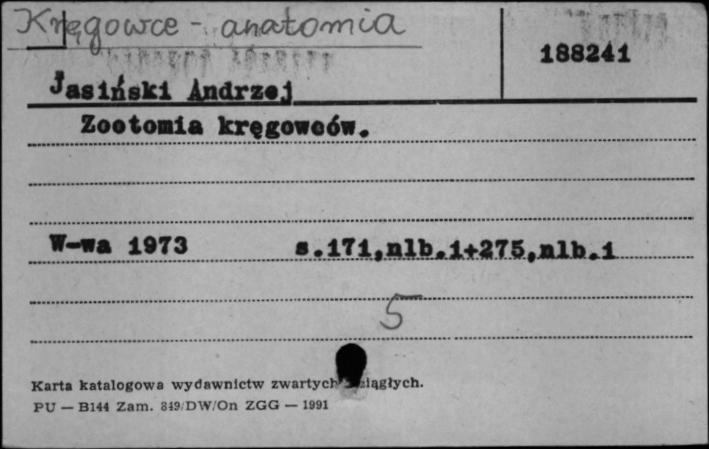 Kręgowce - anatomia
188241
Jasiński Andrzej
Zootomia kręgowców.
W-wa 1973 s.171,nlb.1+275,nlb.1
5
Karta katalogowa wydawnictw zwartych ciągłych.
PU — B144 Zam. 849/DW/On ZGG — 1991